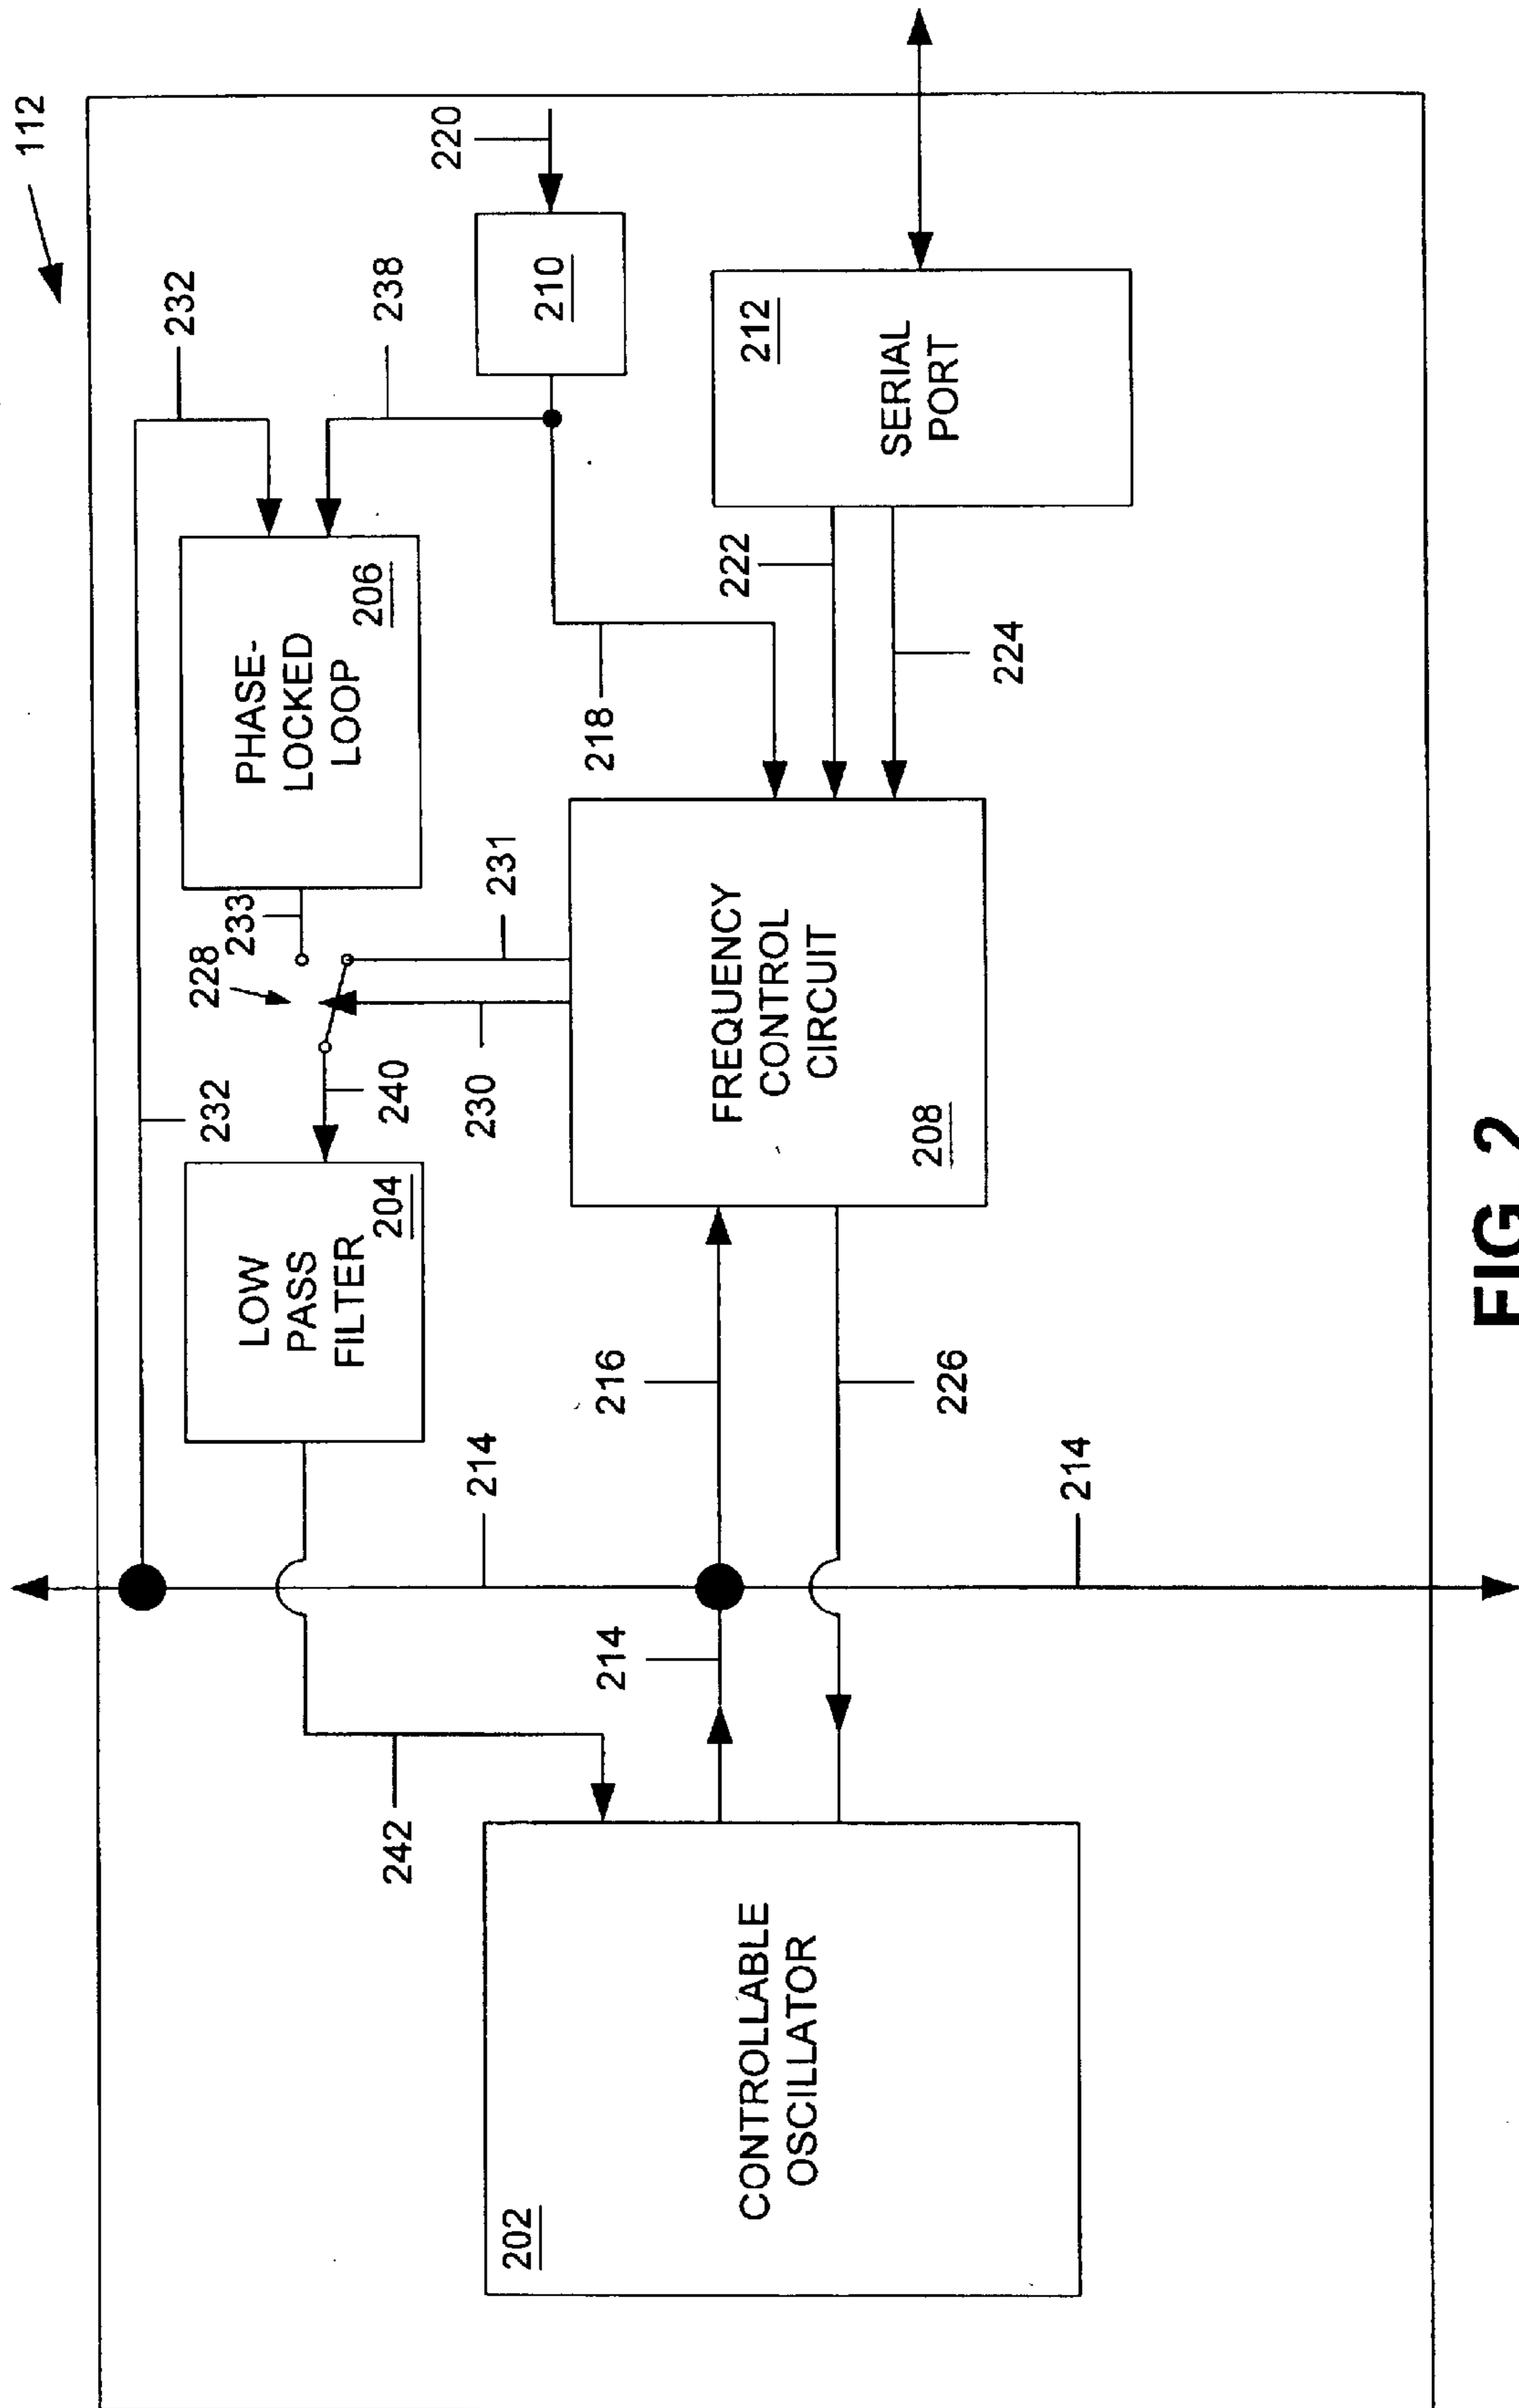 112
232
232
LOW
PASS
FILTER
204
228
233
PHASE-
LOCKED
LOOP
206
238
242
240
214
230
231
220
202
CONTROLLABLE
OSCILLATOR
214
216
FREQUENCY
CONTROL
CIRCUIT
208
218
210
222
212
SERIAL
PORT
226
224
214
FIG. 2